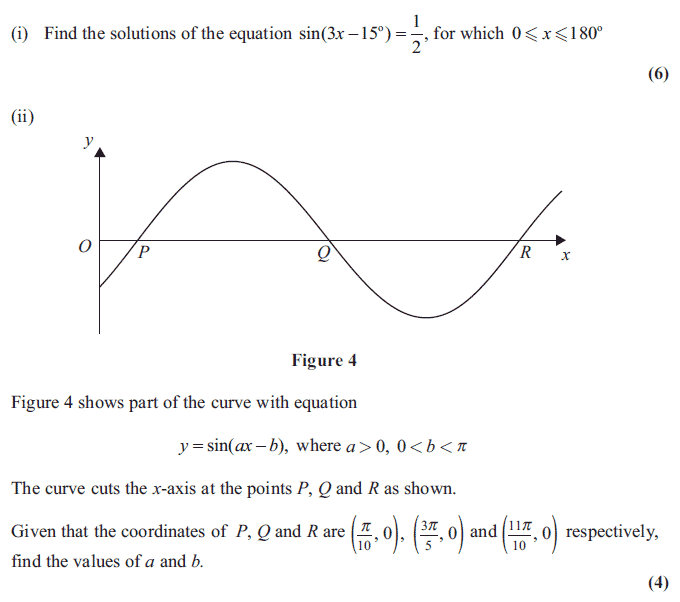 (i) Find the solutions of the equation sin(3x – 15°) = 1/2, for which 0 ⩽ x ⩽ 180°
(6)
(ii)
y
O P Q R x
Figure 4
Figure 4 shows part of the curve with equation
y = sin(ax – b), where a > 0, 0 < b < π
The curve cuts the x-axis at the points P, Q and R as shown.
Given that the coordinates of P, Q and R are (π/10, 0), (3π/5, 0) and (11π/10, 0) respectively,
find the values of a and b.
(4)